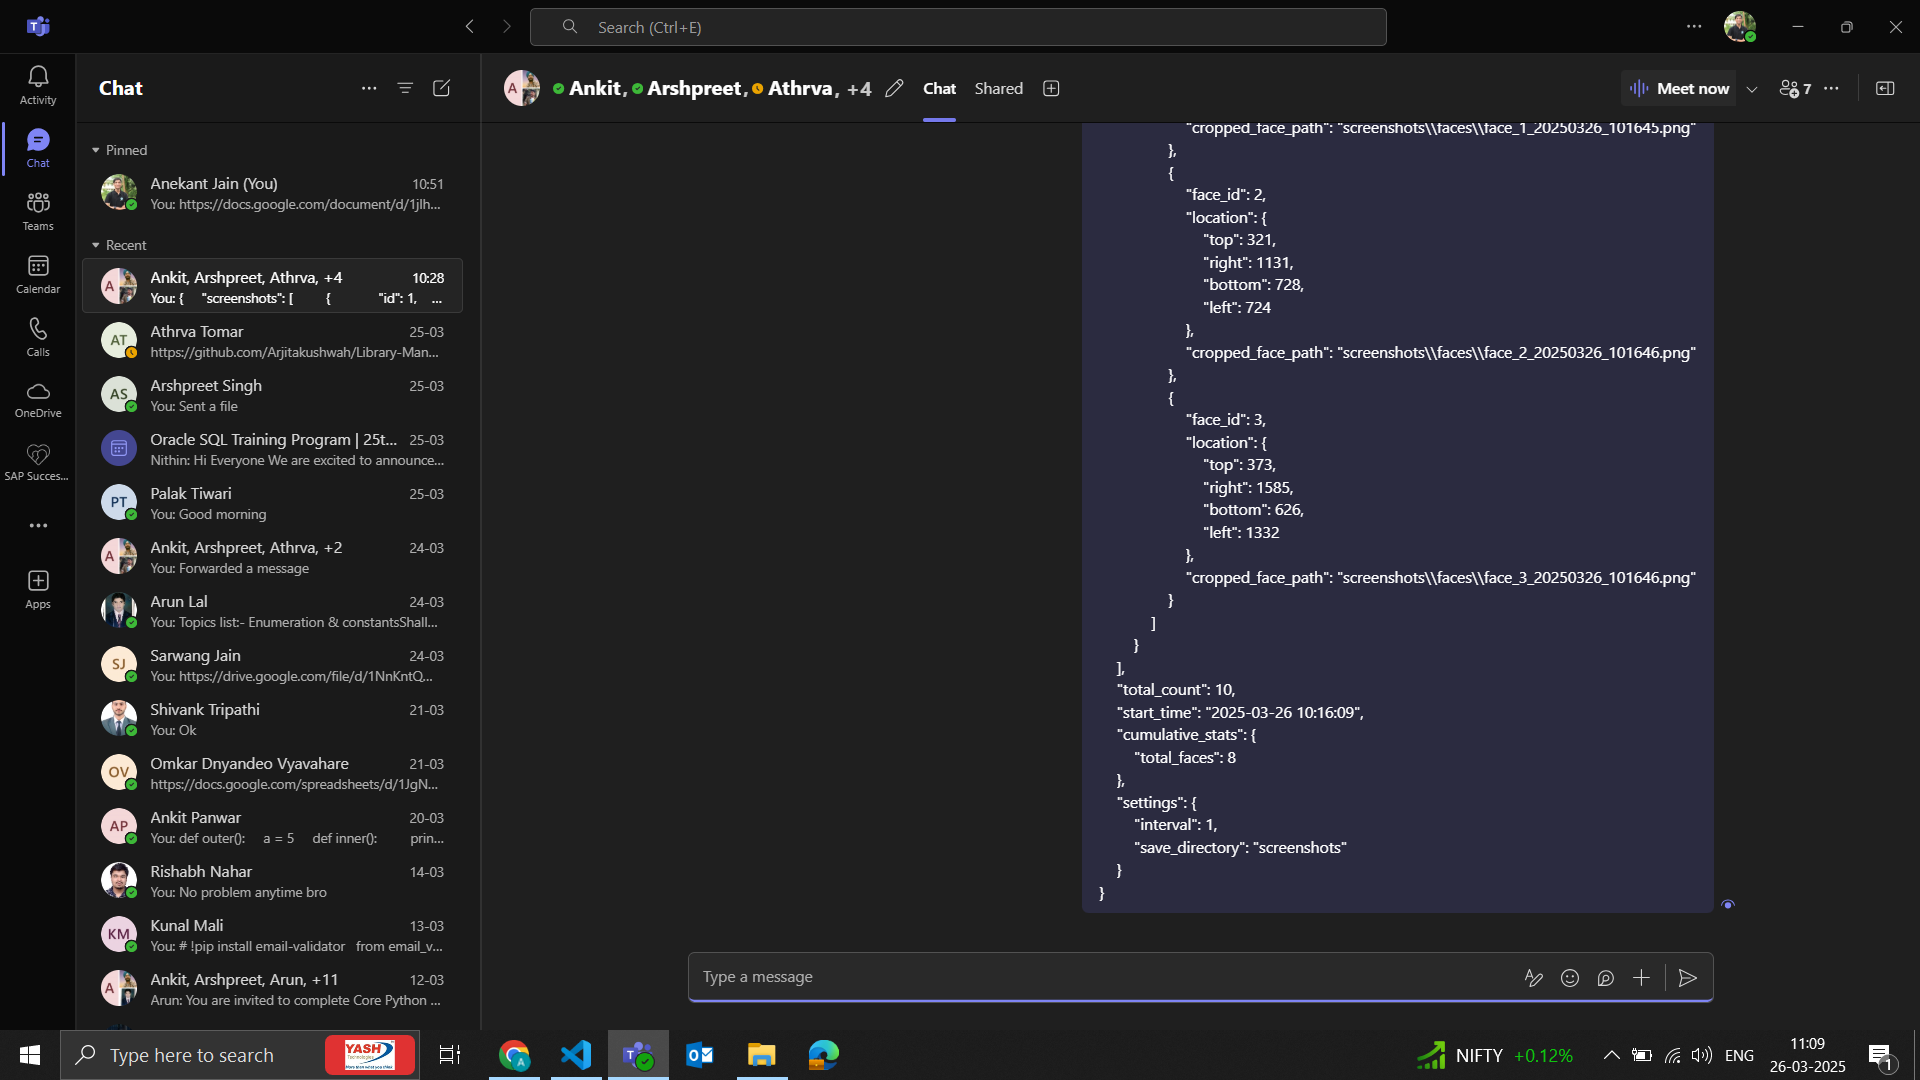 Search (Ctrl+E)
Activity
Chat
Teams
Calendar
Calls
OneDrive
SAP Succes...
Apps
Chat
Pinned
Anekant Jain (You) 10:51
You: https://docs.google.com/document/d/1jlh...
Recent
Ankit, Arshpreet, Athrva, +4 10:28
You: { "screenshots": [ { "id": 1, ...
AT Athrva Tomar 25-03
https://github.com/Arjitakushwah/Library-Man...
AS Arshpreet Singh 25-03
You: Sent a file
Oracle SQL Training Program | 25t... 25-03
Nithin: Hi Everyone We are excited to announce...
PT Palak Tiwari 25-03
You: Good morning
A Ankit, Arshpreet, Athrva, +2 24-03
You: Forwarded a message
Arun Lal 24-03
You: Topics list:- Enumeration & constantsShall...
SJ Sarwang Jain 24-03
You: https://drive.google.com/file/d/1NnKntQ...
Shivank Tripathi 21-03
You: Ok
OV Omkar Dnyandeo Vyavahare 21-03
https://docs.google.com/spreadsheets/d/1JgN...
AP Ankit Panwar 20-03
You: def outer(): a = 5 def inner(): prin...
Rishabh Nahar 14-03
You: No problem anytime bro
KM Kunal Mali 13-03
You: # !pip install email-validator from email_v...
A Ankit, Arshpreet, Arun, +11 12-03
Arun: You are invited to complete Core Python ...
A Ankit, Arshpreet, Athrva, +4 Chat Shared Meet now 7
"cropped_face_path": "screenshots\\faces\\face_1_20250326_101645.png"
},
{
"face_id": 2,
"location": {
"top": 321,
"right": 1131,
"bottom": 728,
"left": 724
},
"cropped_face_path": "screenshots\\faces\\face_2_20250326_101646.png"
},
{
"face_id": 3,
"location": {
"top": 373,
"right": 1585,
"bottom": 626,
"left": 1332
},
"cropped_face_path": "screenshots\\faces\\face_3_20250326_101646.png"
}
]
}
],
"total_count": 10,
"start_time": "2025-03-26 10:16:09",
"cumulative_stats": {
"total_faces": 8
},
"settings": {
"interval": 1,
"save_directory": "screenshots"
}
}
Type a message
Type here to search
YASH
NIFTY +0.12%
ENG
11:09
26-03-2025
1